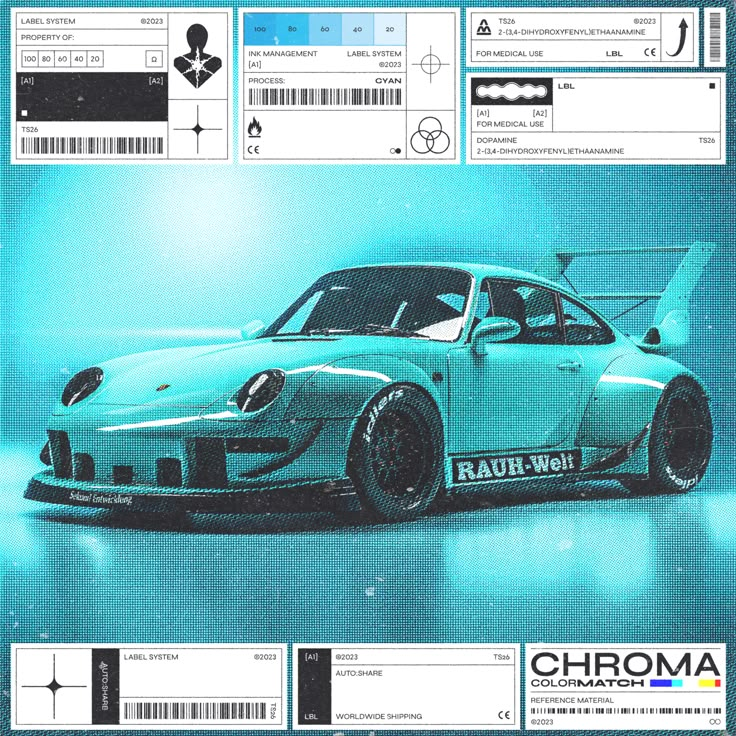 LABEL SYSTEM ©2023
PROPERTY OF:
100 80 60 40 20 Ω
[A1] [A2]
TS26
100 80 60 40 20
INK MANAGEMENT LABEL SYSTEM
[A1] ©2023
PROCESS: CYAN
CE
TS26 ©2023
2-(3,4-DIHYDROXYFENYL)ETHAANAMINE
FOR MEDICAL USE LBL CE
LBL
[A1] [A2]
FOR MEDICAL USE
DOPAMINE TS26
2-(3,4-DIHYDROXYFENYL)ETHAANAMINE
idlers
RAUH-Welt
idlers
AUTO:SHARE
LABEL SYSTEM ©2023
TS26
[A1]
LBL
©2023 TS26
AUTO:SHARE
WORLDWIDE SHIPPING CE
CHROMA
COLORMATCH
REFERENCE MATERIAL
©2023